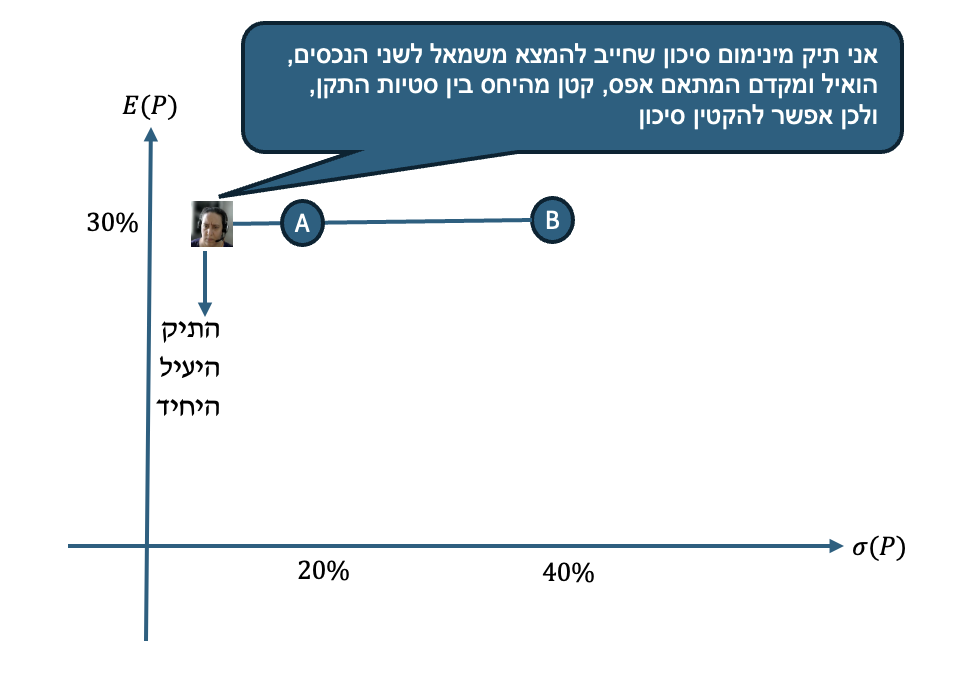 אני תיק מינימום סיכון שחייב להמצא משמאל לשני הנכסים,
הואיל ומקדם המתאם אפס, קטן מהיחס בין סטיות התקן,
ולכן אפשר להקטין סיכון
E(P)
30%
A
B
התיק
היעיל
היחיד
σ(P)
20%
40%